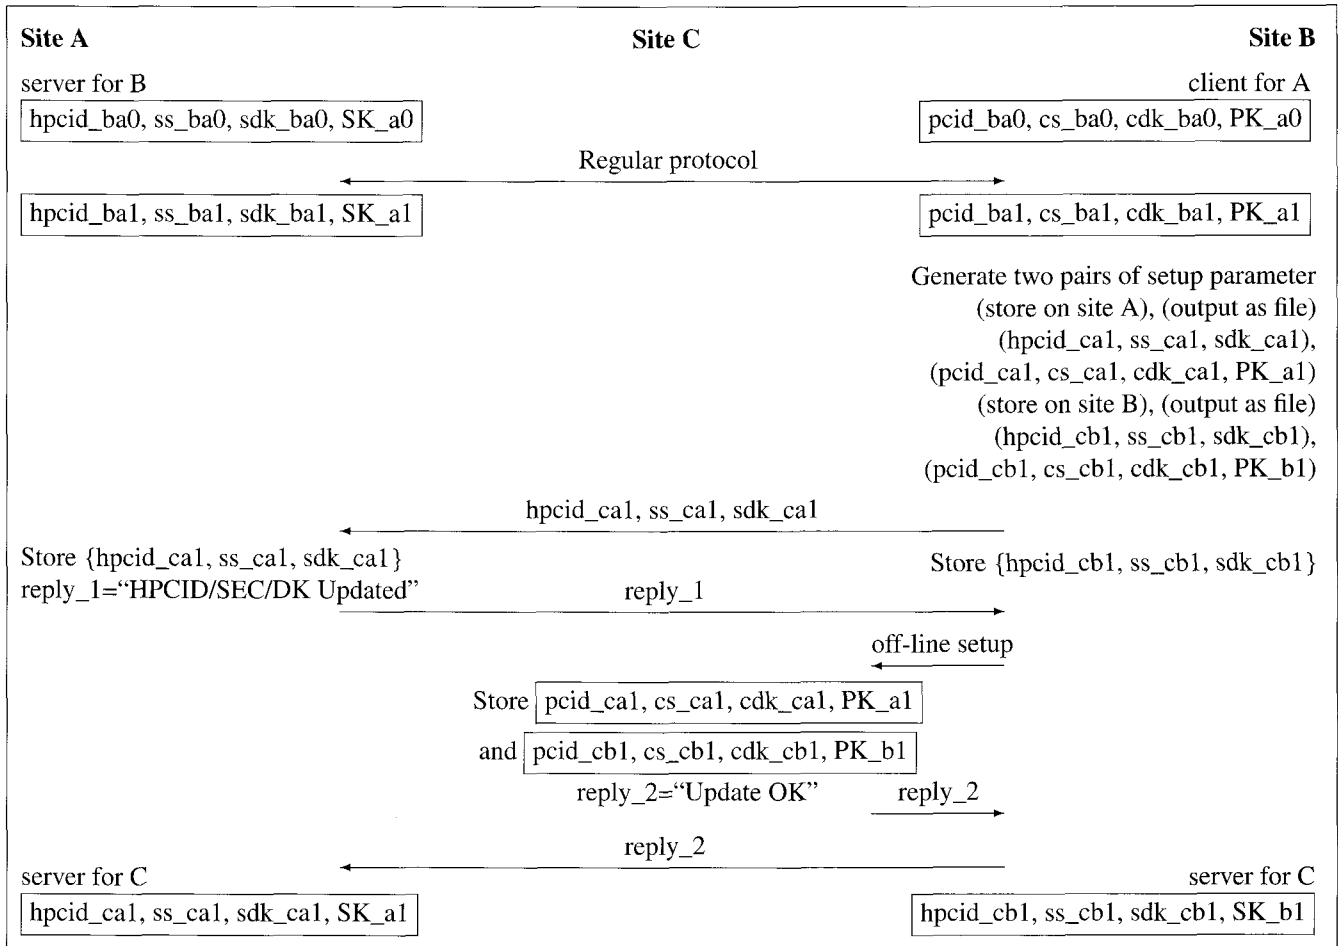 Site A Site C Site B
server for B client for A
hpcid_ba0, ss_ba0, sdk_ba0, SK_a0 pcid_ba0, cs_ba0, cdk_ba0, PK_a0
Regular protocol
hpcid_ba1, ss_ba1, sdk_ba1, SK_a1 pcid_ba1, cs_ba1, cdk_ba1, PK_a1
Generate two pairs of setup parameter
(store on site A), (output as file)
(hpcid_ca1, ss_ca1, sdk_ca1),
(pcid_ca1, cs_ca1, cdk_ca1, PK_a1)
(store on site B), (output as file)
(hpcid_cb1, ss_cb1, sdk_cb1),
(pcid_cb1, cs_cb1, cdk_cb1, PK_b1)
hpcid_ca1, ss_ca1, sdk_ca1
Store {hpcid_ca1, ss_ca1, sdk_ca1} Store {hpcid_cb1, ss_cb1, sdk_cb1}
reply_1=“HPCID/SEC/DK Updated” reply_1
off-line setup
Store pcid_ca1, cs_ca1, cdk_ca1, PK_a1
and pcid_cb1, cs_cb1, cdk_cb1, PK_b1
reply_2=“Update OK” reply_2
reply_2
server for C server for C
hpcid_ca1, ss_ca1, sdk_ca1, SK_a1 hpcid_cb1, ss_cb1, sdk_cb1, SK_b1